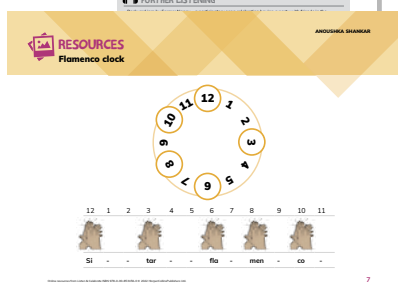 FURTHER LISTENING
ANOUSHKA SHANKAR
RESOURCES
Flamenco clock
12
11 1
10 2
9 3
8 4
7 5
6
12 1 2 3 4 5 6 7 8 9 10 11
Si - - tar - - fla - men - co -
7